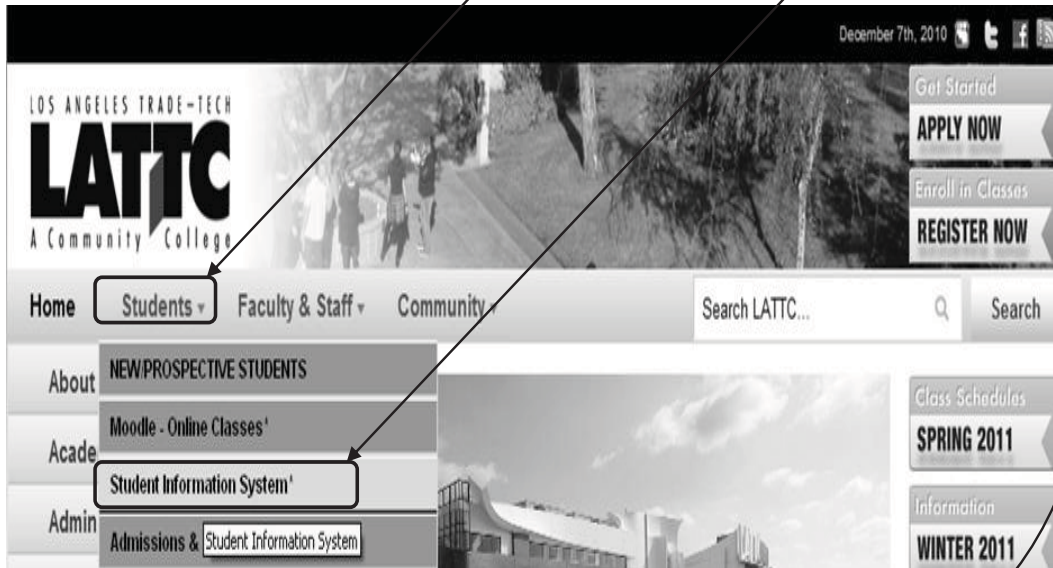 December 7th, 2010
LOS ANGELES TRADE-TECH
LATTC
A Community College
Get Started
APPLY NOW
Enroll in Classes
REGISTER NOW
Home Students Faculty & Staff Community
Search LATTC... Search
About
NEW/PROSPECTIVE STUDENTS
Moodle - Online Classes
Acade
Student Information System
Admin
Admissions &
Student Information System
Class Schedules
SPRING 2011
Information
WINTER 2011